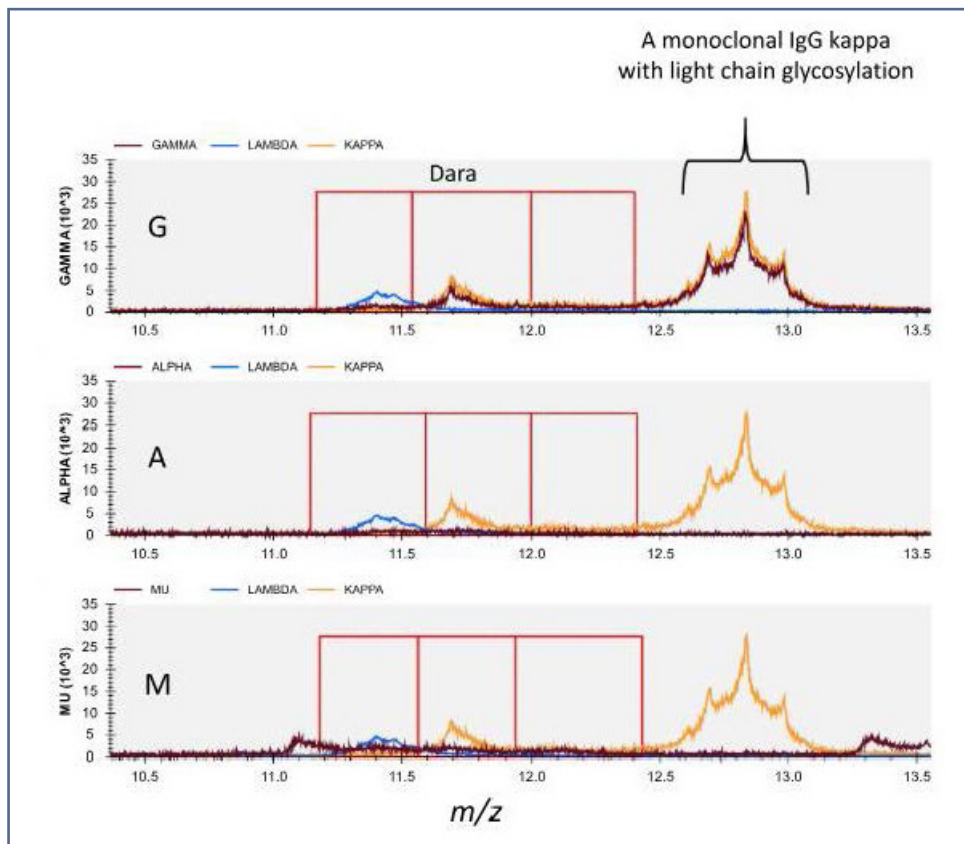 A monoclonal IgG kappa
with light chain glycosylation
GAMMA LAMBDA KAPPA
Dara
G
GAMMA (10^3)
35
30
25
20
15
10
5
0
10.5 11.0 11.5 12.0 12.5 13.0 13.5
ALPHA LAMBDA KAPPA
A
ALPHA (10^3)
35
30
25
20
15
10
5
0
10.5 11.0 11.5 12.0 12.5 13.0 13.5
MU LAMBDA KAPPA
M
MU (10^3)
35
30
25
20
15
10
5
0
10.5 11.0 11.5 12.0 12.5 13.0 13.5
m/z